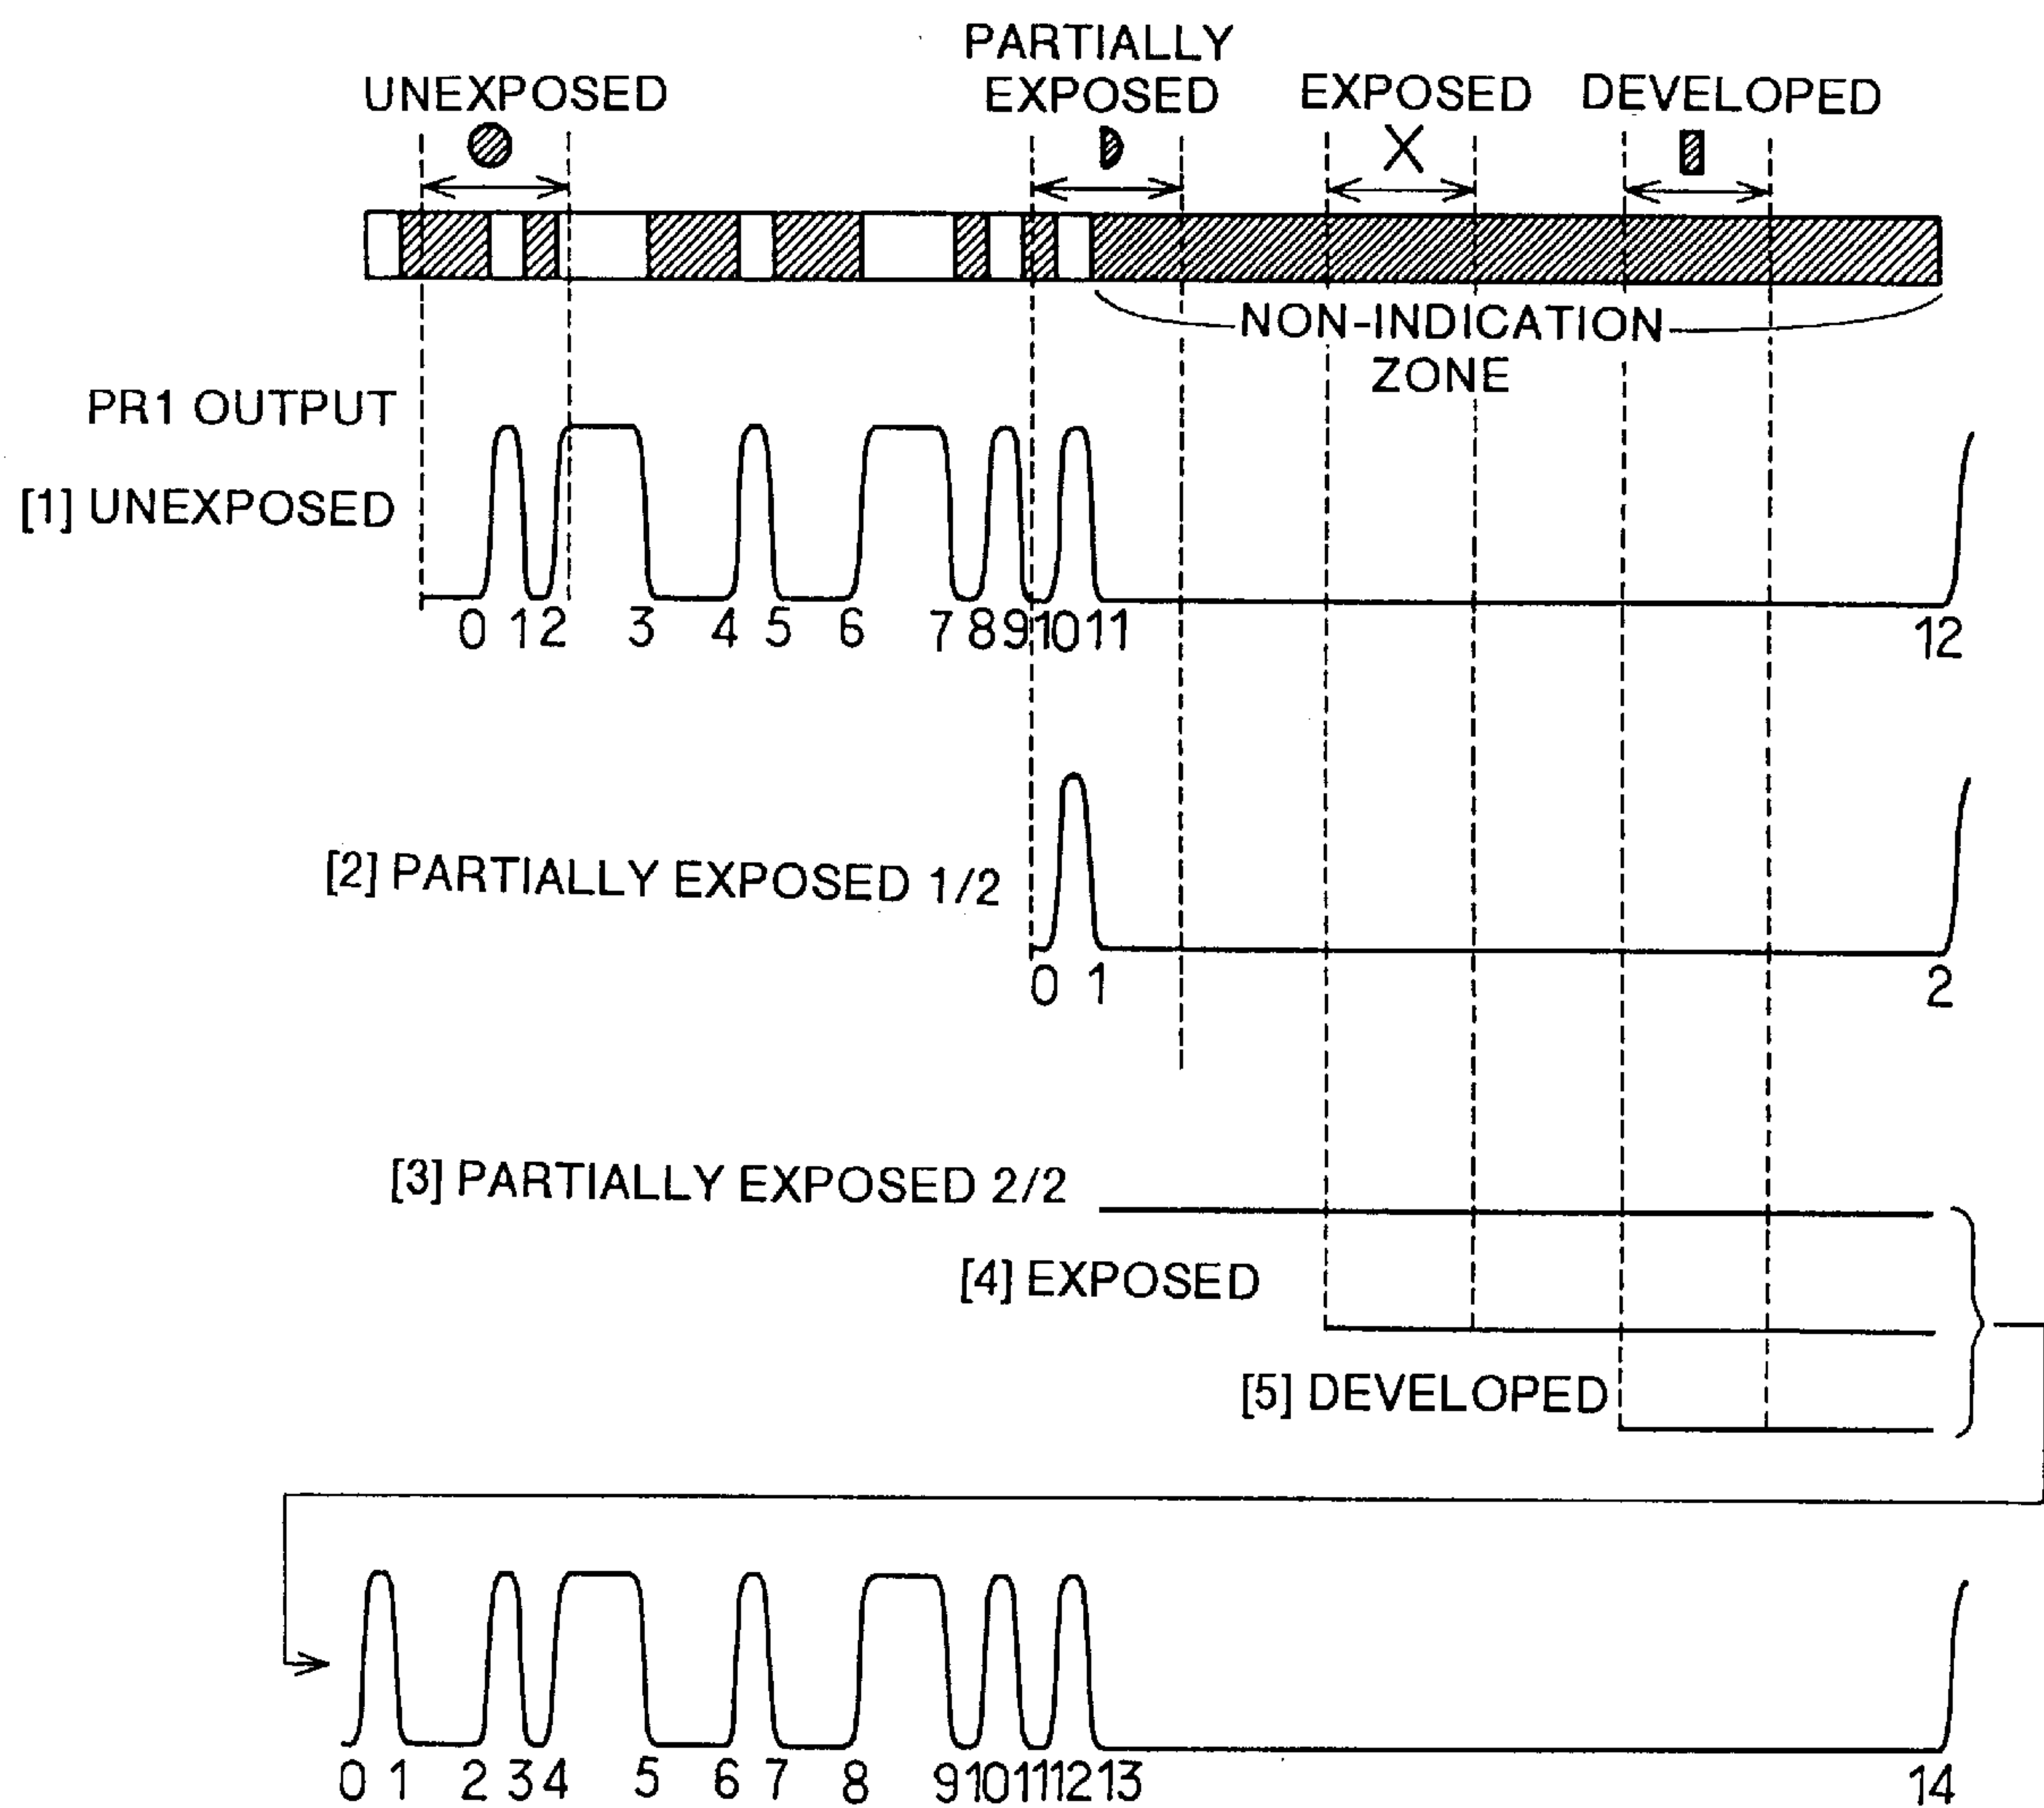 PARTIALLY
UNEXPOSED EXPOSED EXPOSED DEVELOPED
X
NON-INDICATION
ZONE
PR1 OUTPUT
[1] UNEXPOSED
0 1 2 3 4 5 6 7 8 9 10 11 12
[2] PARTIALLY EXPOSED 1/2
0 1 2
[3] PARTIALLY EXPOSED 2/2
[4] EXPOSED
[5] DEVELOPED
0 1 2 3 4 5 6 7 8 9 10 11 12 13 14